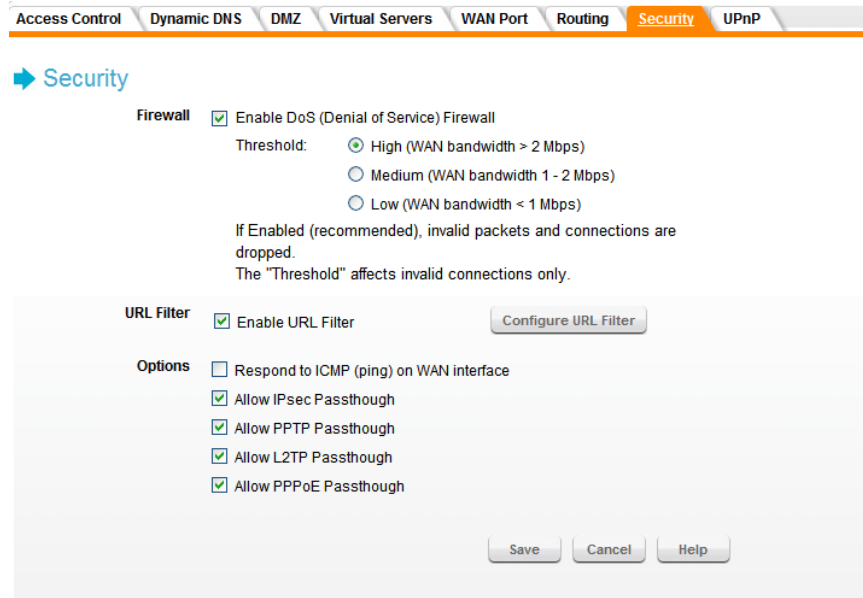 Access Control Dynamic DNS DMZ Virtual Servers WAN Port Routing Security UPnP
Security
Firewall Enable DoS (Denial of Service) Firewall
Threshold: High (WAN bandwidth > 2 Mbps)
Medium (WAN bandwidth 1 - 2 Mbps)
Low (WAN bandwidth < 1 Mbps)
If Enabled (recommended), invalid packets and connections are
dropped.
The "Threshold" affects invalid connections only.
URL Filter Enable URL Filter Configure URL Filter
Options Respond to ICMP (ping) on WAN interface
Allow IPsec Passthough
Allow PPTP Passthough
Allow L2TP Passthough
Allow PPPoE Passthough
Save Cancel Help